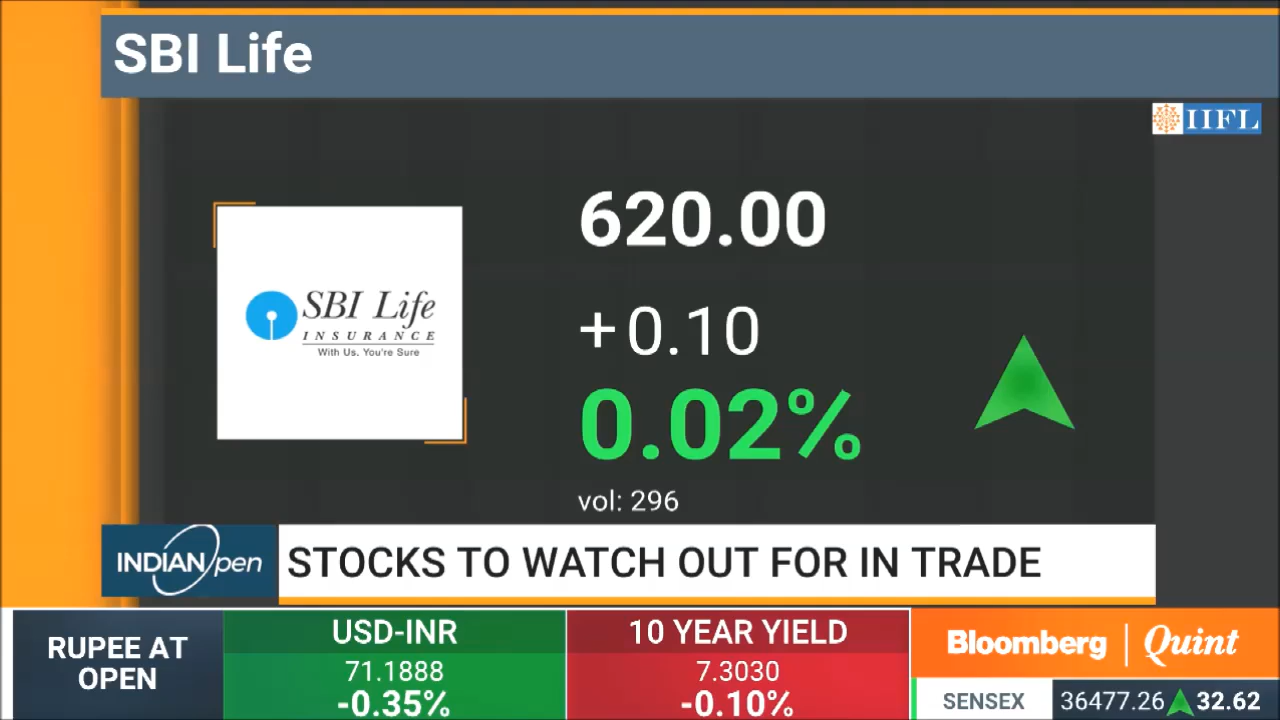 SBI Life
IIFL
620.00
SBI Life
INSURANCE
With Us, You're Sure
+0.10
0.02%
vol: 296
INDIAN Open
STOCKS TO WATCH OUT FOR IN TRADE
RUPEE AT
OPEN
USD-INR
71.1888
-0.35%
10 YEAR YIELD
7.3030
-0.10%
Bloomberg | Quint
SENSEX 36477.26 32.62